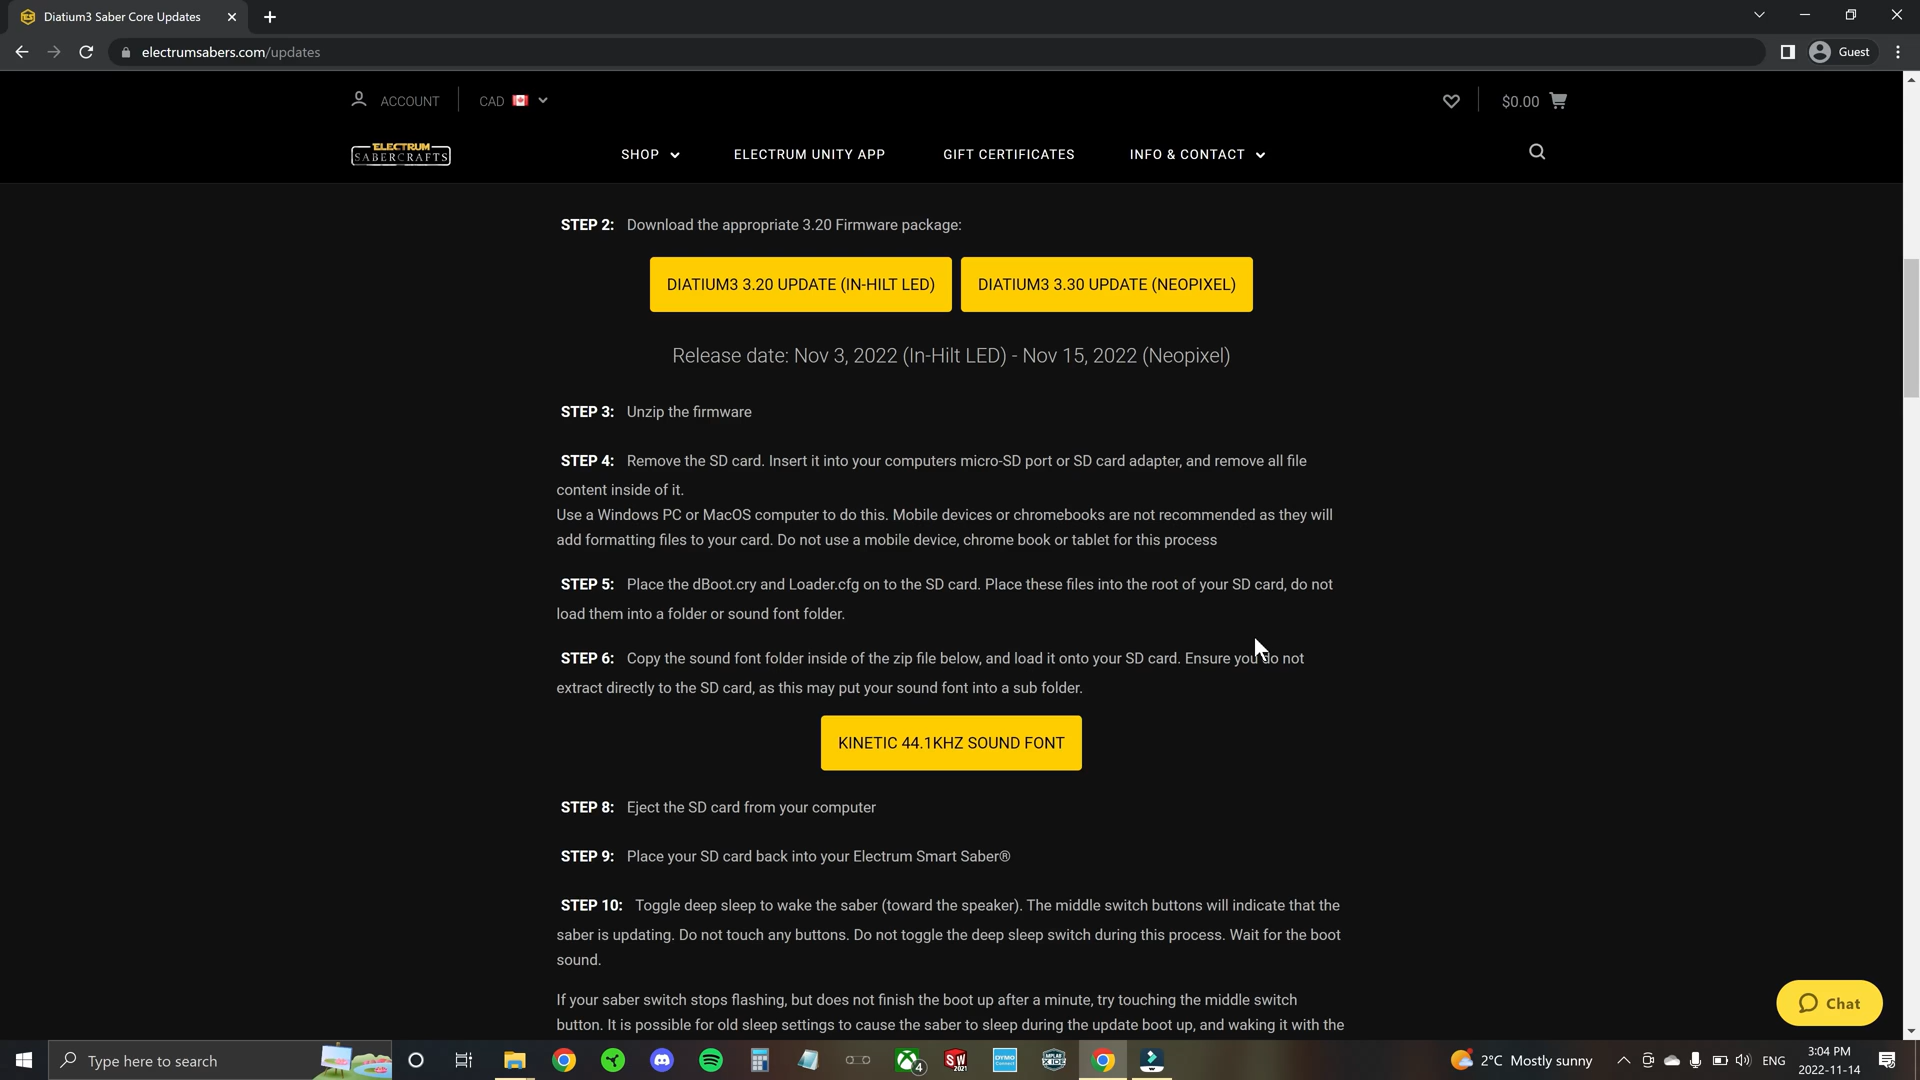 Diatium3 Saber Core Updates
electrumsabers.com/updates
Guest
ACCOUNT
CAD
$0.00
ELECTRUM
SABERCRAFTS
SHOP
ELECTRUM UNITY APP
GIFT CERTIFICATES
INFO & CONTACT
STEP 2: Download the appropriate 3.20 Firmware package:
DIATIUM3 3.20 UPDATE (IN-HILT LED)
DIATIUM3 3.30 UPDATE (NEOPIXEL)
Release date: Nov 3, 2022 (In-Hilt LED) - Nov 15, 2022 (Neopixel)
STEP 3: Unzip the firmware
STEP 4: Remove the SD card. Insert it into your computers micro-SD port or SD card adapter, and remove all file
content inside of it.
Use a Windows PC or MacOS computer to do this. Mobile devices or chromebooks are not recommended as they will
add formatting files to your card. Do not use a mobile device, chrome book or tablet for this process
STEP 5: Place the dBoot.cry and Loader.cfg on to the SD card. Place these files into the root of your SD card, do not
load them into a folder or sound font folder.
STEP 6: Copy the sound font folder inside of the zip file below, and load it onto your SD card. Ensure you do not
extract directly to the SD card, as this may put your sound font into a sub folder.
KINETIC 44.1KHZ SOUND FONT
STEP 8: Eject the SD card from your computer
STEP 9: Place your SD card back into your Electrum Smart Saber®
STEP 10: Toggle deep sleep to wake the saber (toward the speaker). The middle switch buttons will indicate that the
saber is updating. Do not touch any buttons. Do not toggle the deep sleep switch during this process. Wait for the boot
sound.
If your saber switch stops flashing, but does not finish the boot up after a minute, try touching the middle switch
button. It is possible for old sleep settings to cause the saber to sleep during the update boot up, and waking it with the
Chat
Type here to search
4
2°C Mostly sunny
ENG
3:04 PM
2022-11-14